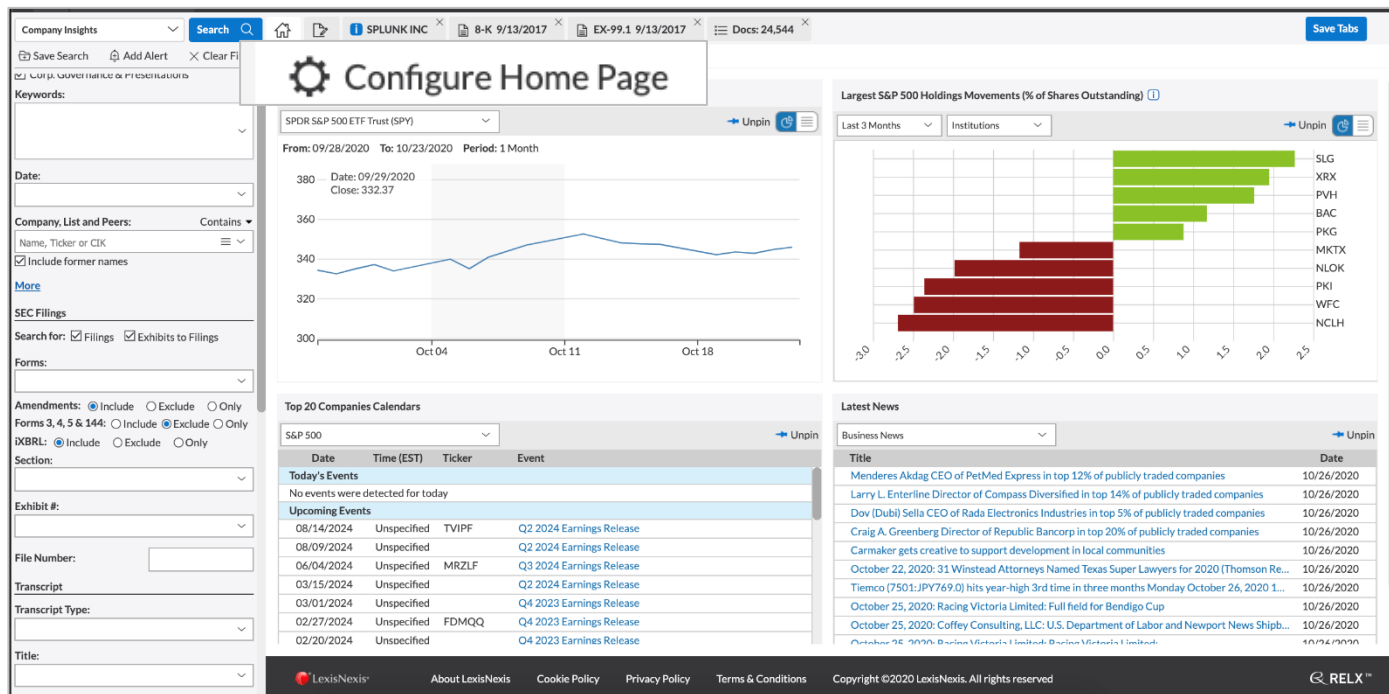 Company Insights
Search
SPLUNK INC
8-K 9/13/2017
EX-99.1 9/13/2017
Docs: 24,544
Save Tabs
Save Search
Add Alert
Clear Fi
Configure Home Page
Corp. Governance & Presentations
Keywords:
Date:
Company, List and Peers:
Contains
Name, Ticker or CIK
Include former names
More
SEC Filings
Search for: Filings Exhibits to Filings
Forms:
Amendments: Include Exclude Only
Forms 3, 4, 5 & 144: Include Exclude Only
iXBRL: Include Exclude Only
Section:
Exhibit #:
File Number:
Transcript
Transcript Type:
Title:
SPDR S&P 500 ETF Trust (SPY)
Unpin
From: 09/28/2020 To: 10/23/2020 Period: 1 Month
Date: 09/29/2020
Close: 332.37
380
360
340
320
300
Oct 04
Oct 11
Oct 18
Largest S&P 500 Holdings Movements (% of Shares Outstanding)
Last 3 Months
Institutions
Unpin
SLG
XRX
PVH
BAC
PKG
MKTX
NLOK
PKI
WFC
NCLH
-3.0 -2.5 -2.0 -1.5 -1.0 -0.5 0.0 0.5 1.0 1.5 2.0 2.5
Top 20 Companies Calendars
S&P 500
Unpin
Date Time (EST) Ticker Event
Today's Events
No events were detected for today
Upcoming Events
08/14/2024 Unspecified TVIPF Q2 2024 Earnings Release
08/09/2024 Unspecified Q2 2024 Earnings Release
06/04/2024 Unspecified MRZLF Q3 2024 Earnings Release
03/15/2024 Unspecified Q2 2024 Earnings Release
03/01/2024 Unspecified Q4 2023 Earnings Release
02/27/2024 Unspecified FDMQQ Q4 2023 Earnings Release
02/20/2024 Unspecified Q4 2023 Earnings Release
Latest News
Business News
Unpin
Title Date
Menderes Akdag CEO of PetMed Express in top 12% of publicly traded companies 10/26/2020
Larry L. Enterline Director of Compass Diversified in top 14% of publicly traded companies 10/26/2020
Dov (Dubi) Sella CEO of Rada Electronics Industries in top 5% of publicly traded companies 10/26/2020
Craig A. Greenberg Director of Republic Bancorp in top 20% of publicly traded companies 10/26/2020
Carmaker gets creative to support development in local communities 10/26/2020
October 22, 2020: 31 Winstead Attorneys Named Texas Super Lawyers for 2020 (Thomson Re... 10/26/2020
Tiemco (7501:JPY769.0) hits year-high 3rd time in three months Monday October 26, 2020 1... 10/26/2020
October 25, 2020: Racing Victoria Limited: Full field for Bendigo Cup 10/26/2020
October 25, 2020: Coffey Consulting, LLC: U.S. Department of Labor and Newport News Shipb... 10/26/2020
October 25, 2020: Racing Victoria Limited: Racing Victoria Limited: 10/26/2020
LexisNexis
About LexisNexis
Cookie Policy
Privacy Policy
Terms & Conditions
Copyright ©2020 LexisNexis. All rights reserved
RELX™